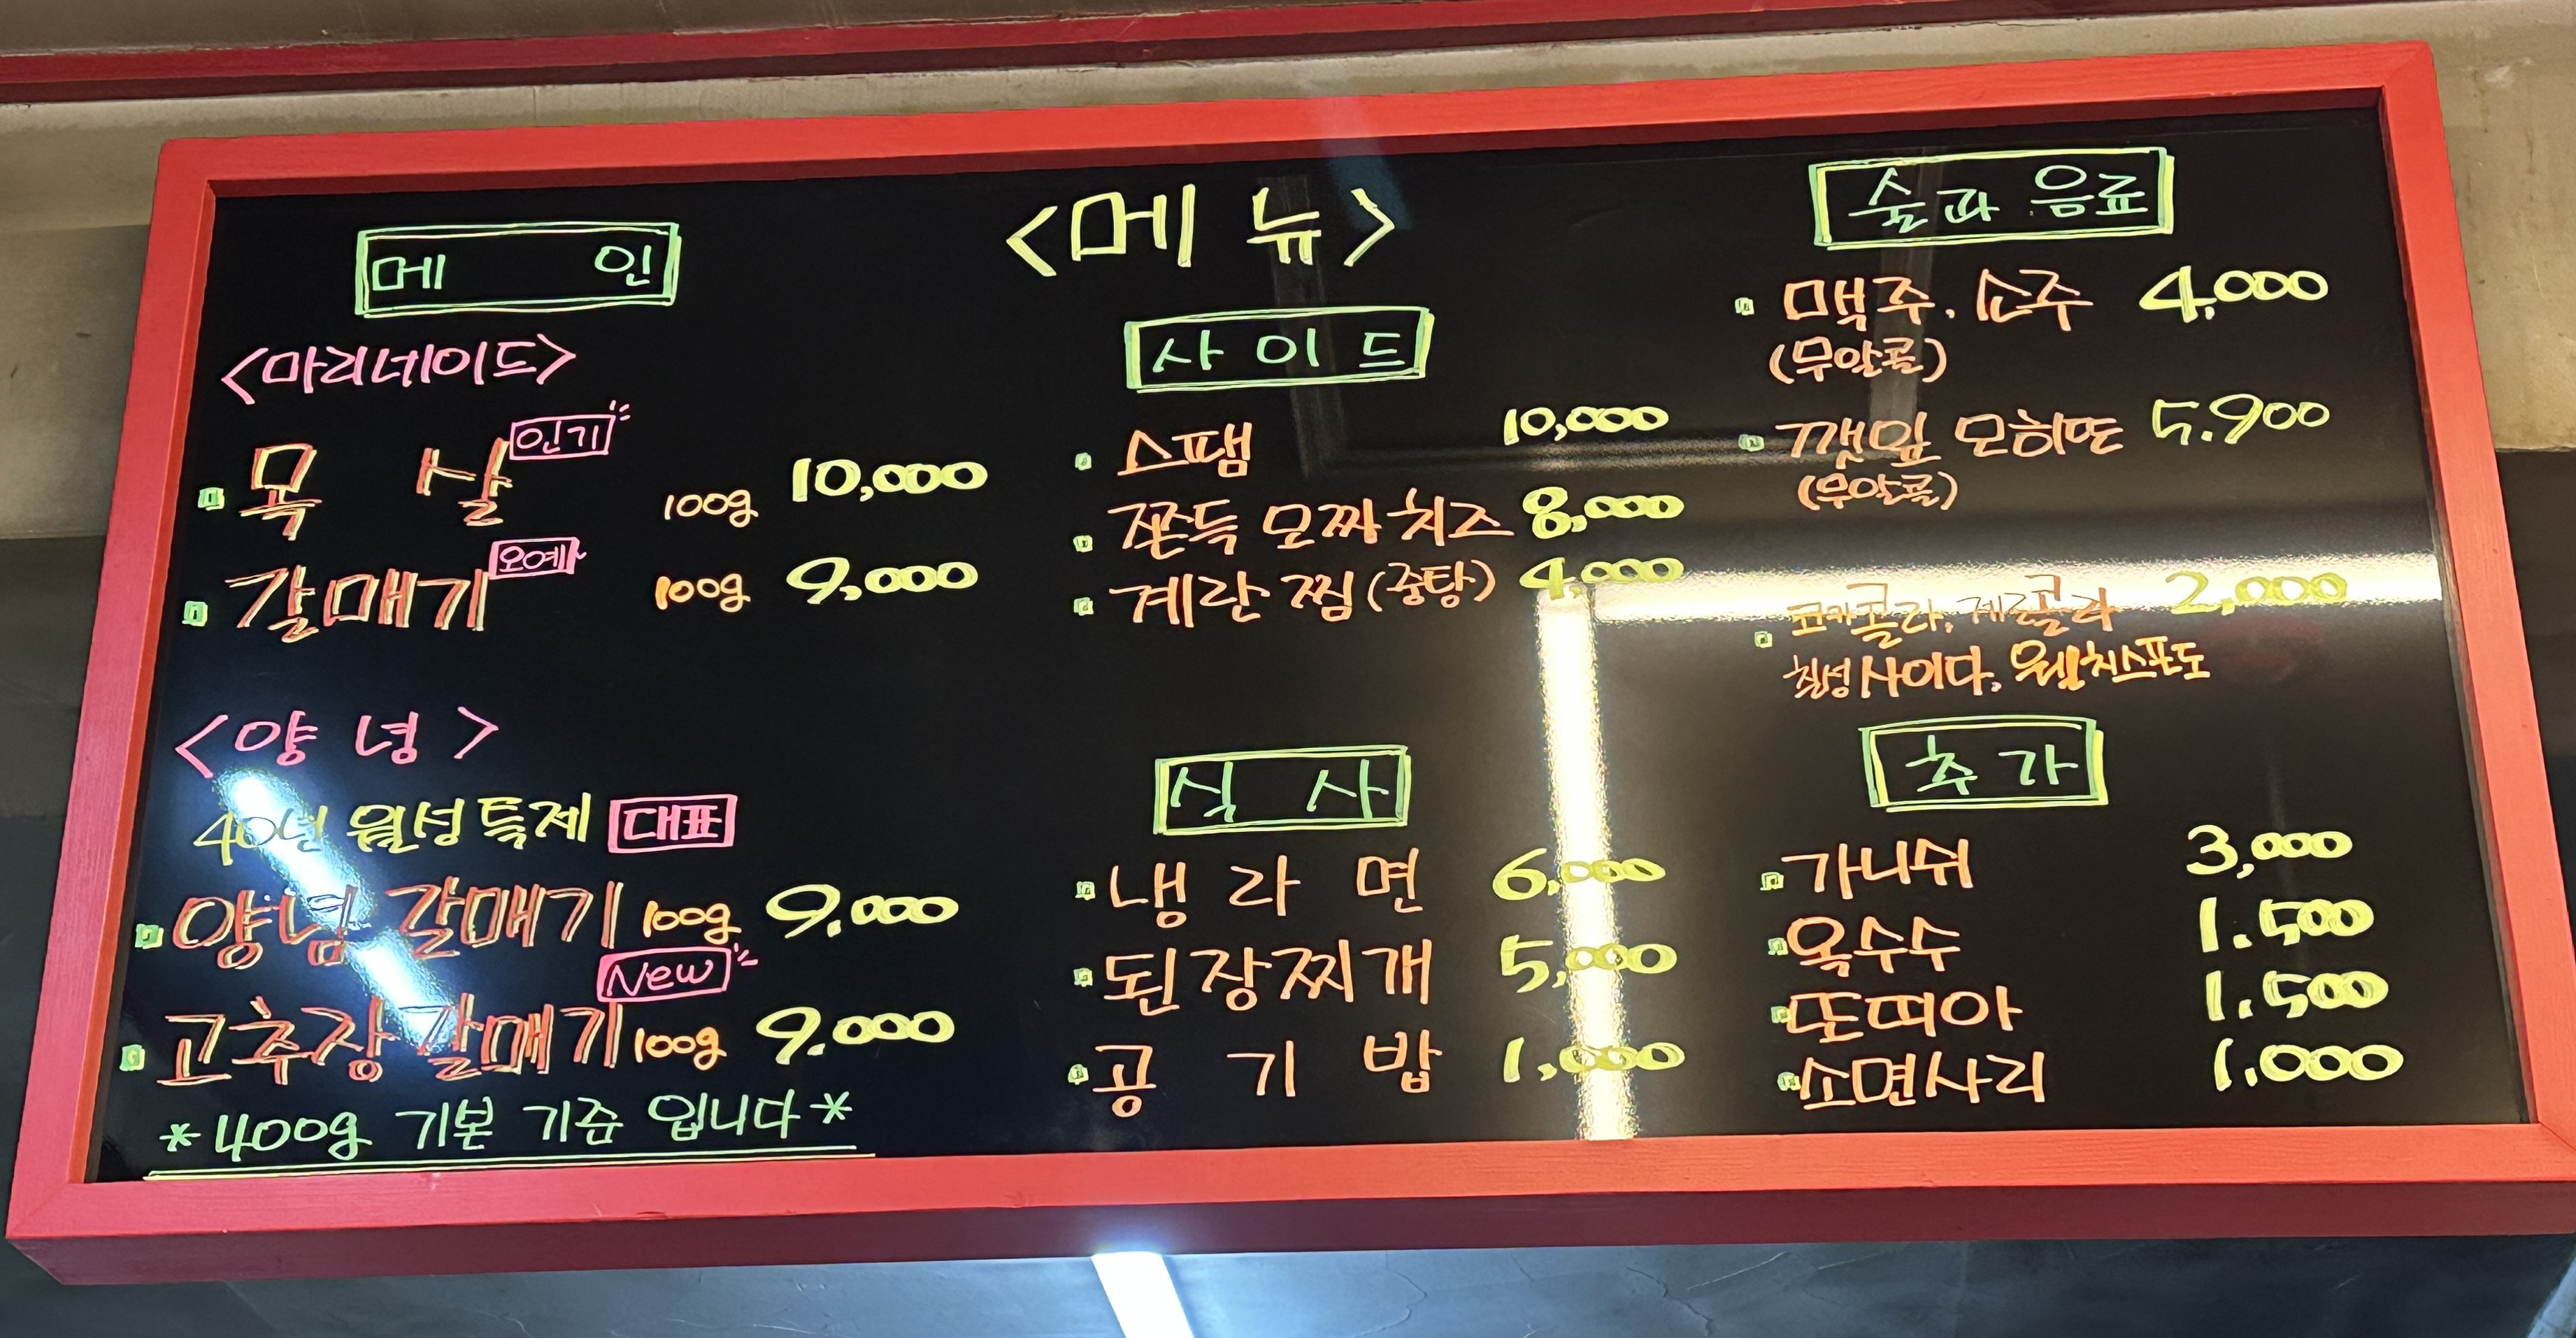 <메뉴>
메 인
<마리네이드>
목 살 인기 100g 10,000
갈매기 오예~ 100g 9,000
<양 념>
40년 월성 특제 대표
양념 갈매기 100g 9.000
New
고추장 갈매기 100g 9.000
*400g 기본 기준 입니다*
사 이 드
스팸 10,000
쫀득 모짜 치즈 8,000
계란찜(중탕) 4,000
식 사
냉 라 면 6,000
된장찌개 5,000
공 기 밥 1,000
술과 음료
맥주. 소주 4,000
(무알콜)
깻잎 모히또 5.900
(무알콜)
코카콜라, 제로콜라 2,000
칠성사이다, 웰치스포도
추 가
가니쉬 3,000
옥수수 1.500
또띠아 1.500
소면사리 1.000